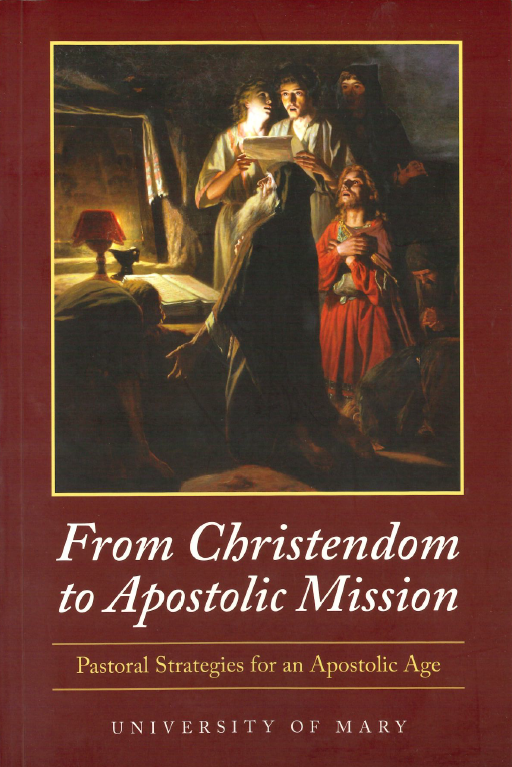 From Christendom
to Apostolic Mission
Pastoral Strategies for an Apostolic Age
UNIVERSITY OF MARY